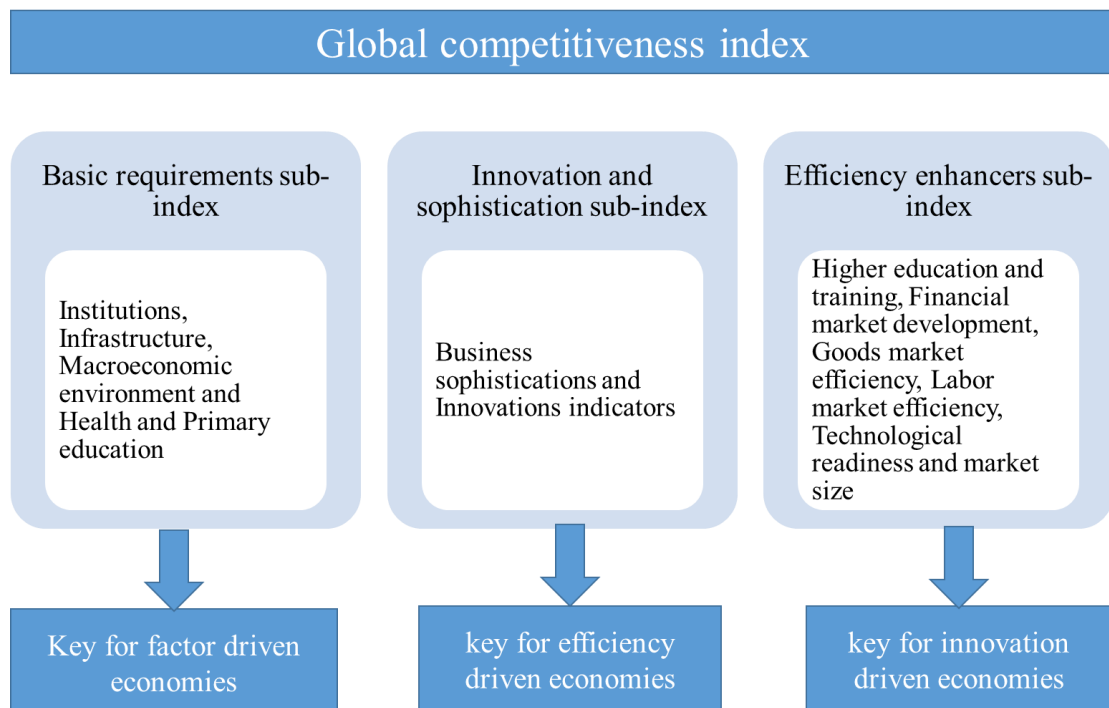 Global competitiveness index
Basic requirements sub-
index
Institutions,
Infrastructure,
Macroeconomic
environment and
Health and Primary
education
Key for factor driven
economies
Innovation and
sophistication sub-index
Business
sophistications and
Innovations indicators
key for efficiency
driven economies
Efficiency enhancers sub-
index
Higher education and
training, Financial
market development,
Goods market
efficiency, Labor
market efficiency,
Technological
readiness and market
size
key for innovation
driven economies